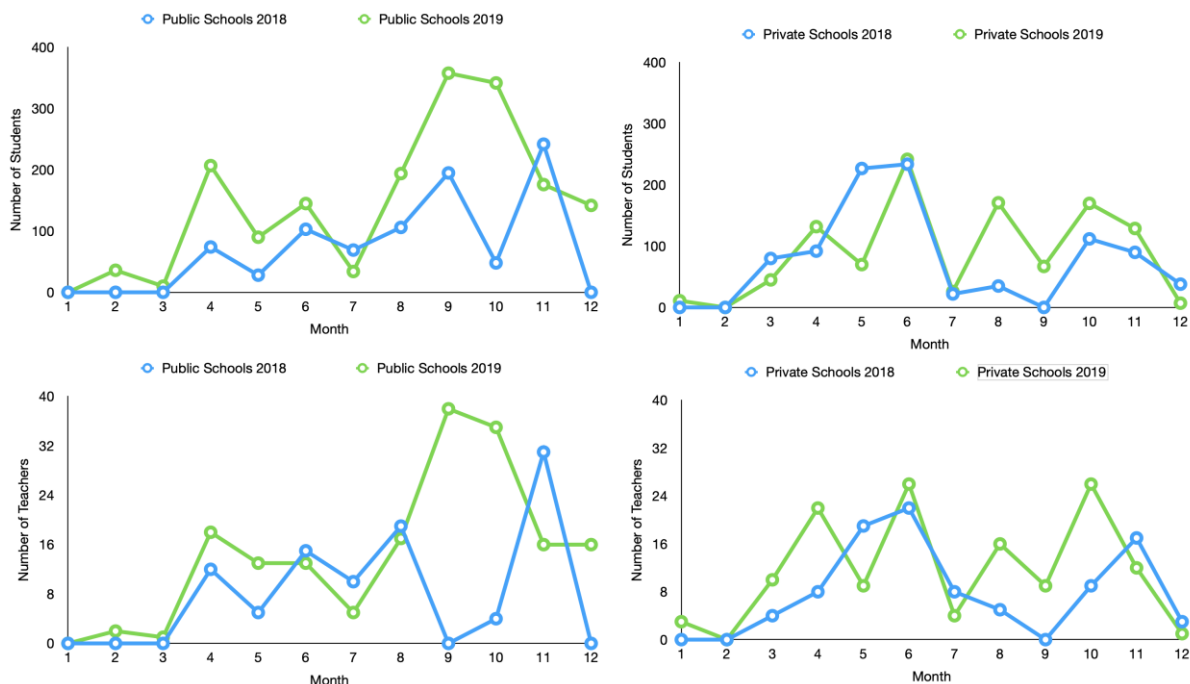 Public Schools 2018 Public Schools 2019
400
300
200
100
0
Number of Students
1 2 3 4 5 6 7 8 9 10 11 12
Month
Private Schools 2018 Private Schools 2019
400
300
200
100
0
Number of Students
1 2 3 4 5 6 7 8 9 10 11 12
Month
Public Schools 2018 Public Schools 2019
40
32
24
16
8
0
Number of Teachers
1 2 3 4 5 6 7 8 9 10 11 12
Month
Private Schools 2018 Private Schools 2019
40
32
24
16
8
0
Number of Teachers
1 2 3 4 5 6 7 8 9 10 11 12
Month